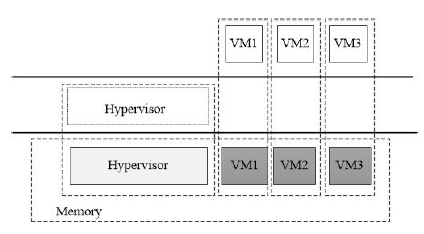 VM1 VM2 VM3
Hypervisor
Hypervisor VM1 VM2 VM3
Memory